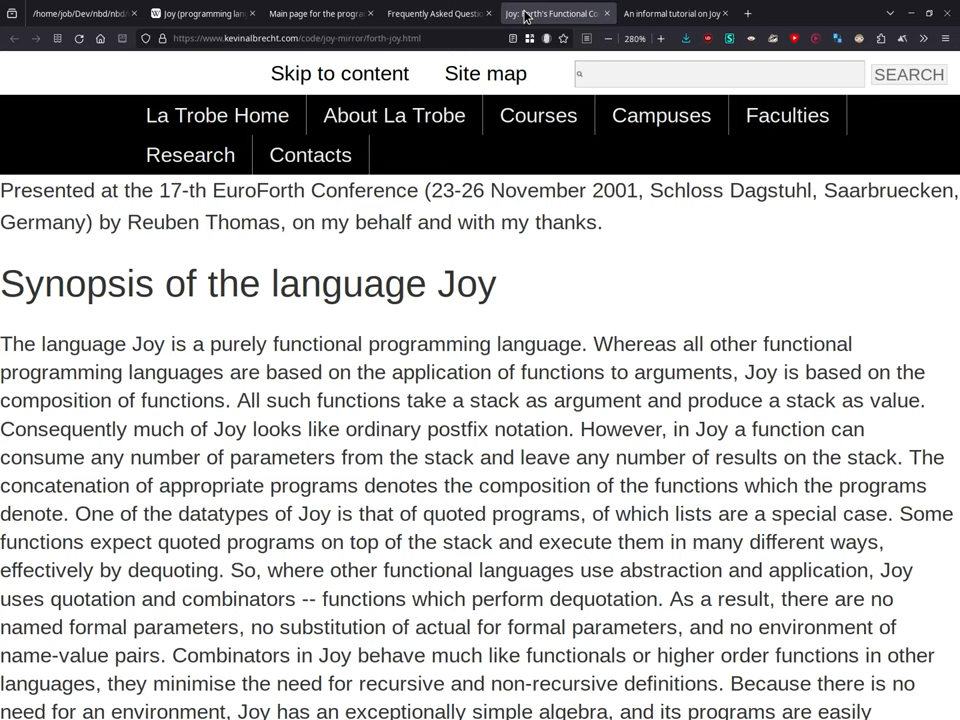 /home/job/Dev/nbd/nbd/
Joy (programming lan
Main page for the progra
Frequently Asked Questio
Joy: Forth's Functional Co
An informal tutorial on Joy
https://www.kevinalbrecht.com/code/joy-mirror/forth-joy.html
280%
Skip to content
Site map
SEARCH
La Trobe Home
About La Trobe
Courses
Campuses
Faculties
Research
Contacts
Presented at the 17-th EuroForth Conference (23-26 November 2001, Schloss Dagstuhl, Saarbruecken,
Germany) by Reuben Thomas, on my behalf and with my thanks.
Synopsis of the language Joy
The language Joy is a purely functional programming language. Whereas all other functional
programming languages are based on the application of functions to arguments, Joy is based on the
composition of functions. All such functions take a stack as argument and produce a stack as value.
Consequently much of Joy looks like ordinary postfix notation. However, in Joy a function can
consume any number of parameters from the stack and leave any number of results on the stack. The
concatenation of appropriate programs denotes the composition of the functions which the programs
denote. One of the datatypes of Joy is that of quoted programs, of which lists are a special case. Some
functions expect quoted programs on top of the stack and execute them in many different ways,
effectively by dequoting. So, where other functional languages use abstraction and application, Joy
uses quotation and combinators -- functions which perform dequotation. As a result, there are no
named formal parameters, no substitution of actual for formal parameters, and no environment of
name-value pairs. Combinators in Joy behave much like functionals or higher order functions in other
languages, they minimise the need for recursive and non-recursive definitions. Because there is no
need for an environment, Joy has an exceptionally simple algebra, and its programs are easily